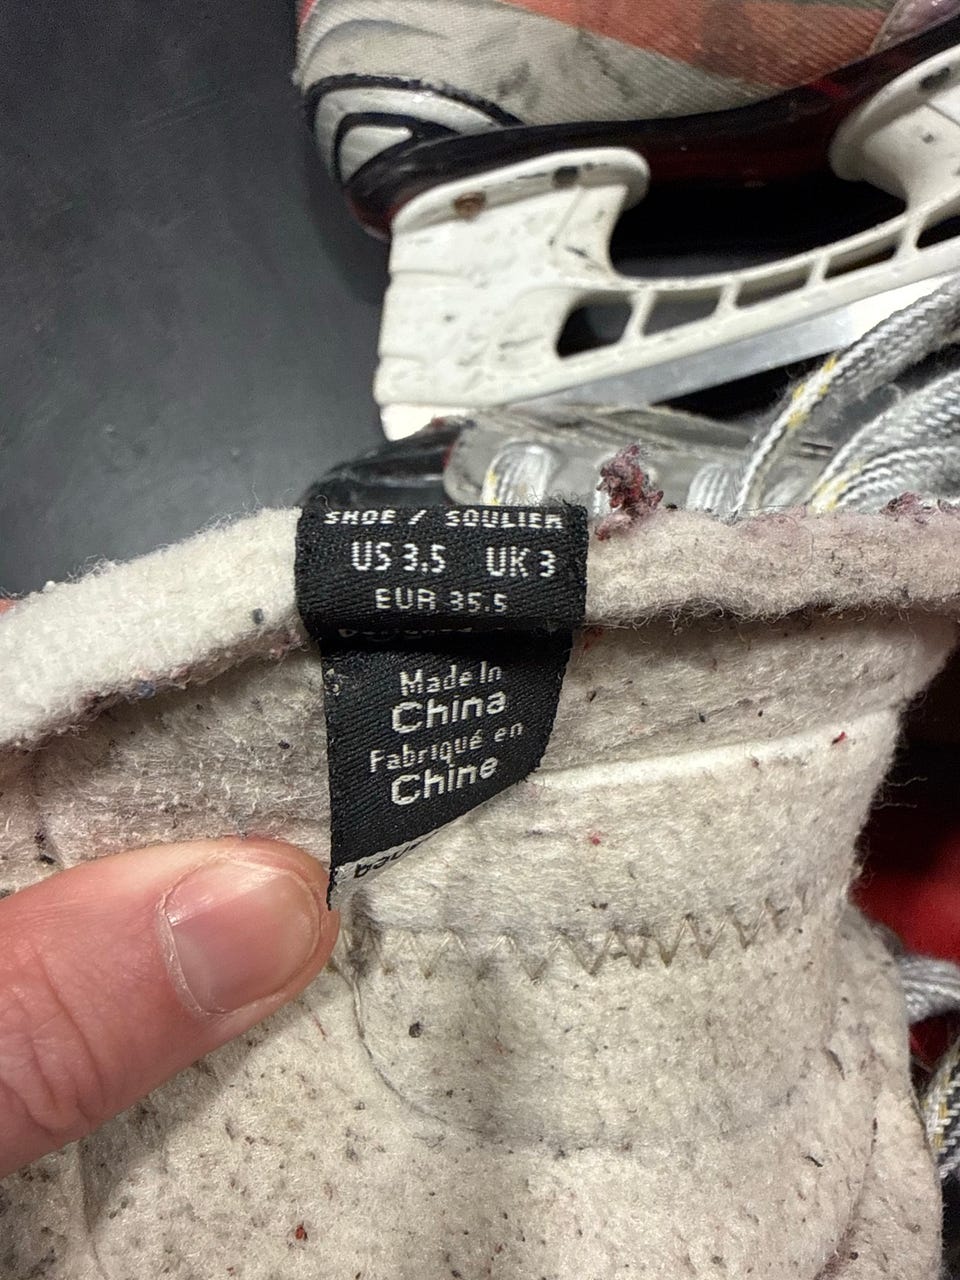 SHOE / SOULIER
US 3.5 UK 3
EUR 35.5
Made In
China
Fabriqué en
Chine